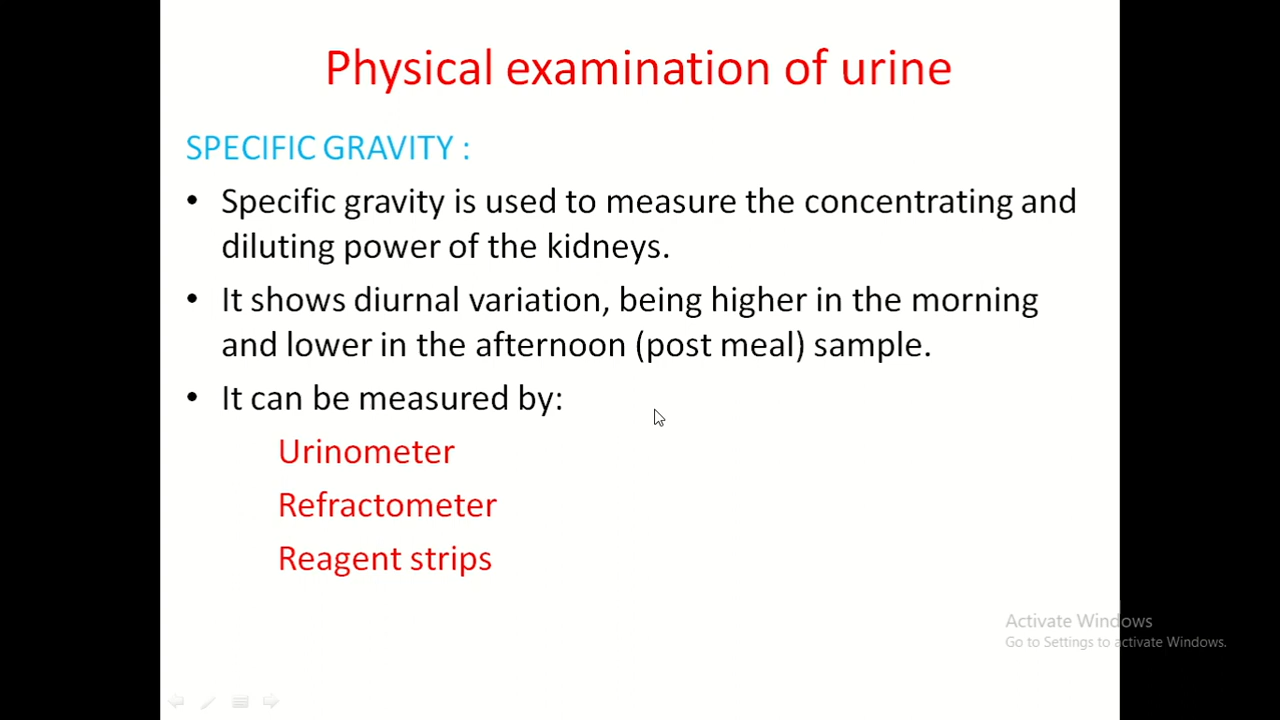 Physical examination of urine
SPECIFIC GRAVITY :
• Specific gravity is used to measure the concentrating and
diluting power of the kidneys.
• It shows diurnal variation, being higher in the morning
and lower in the afternoon (post meal) sample.
• It can be measured by:
Urinometer
Refractometer
Reagent strips
Activate Windows
Go to Settings to activate Windows.